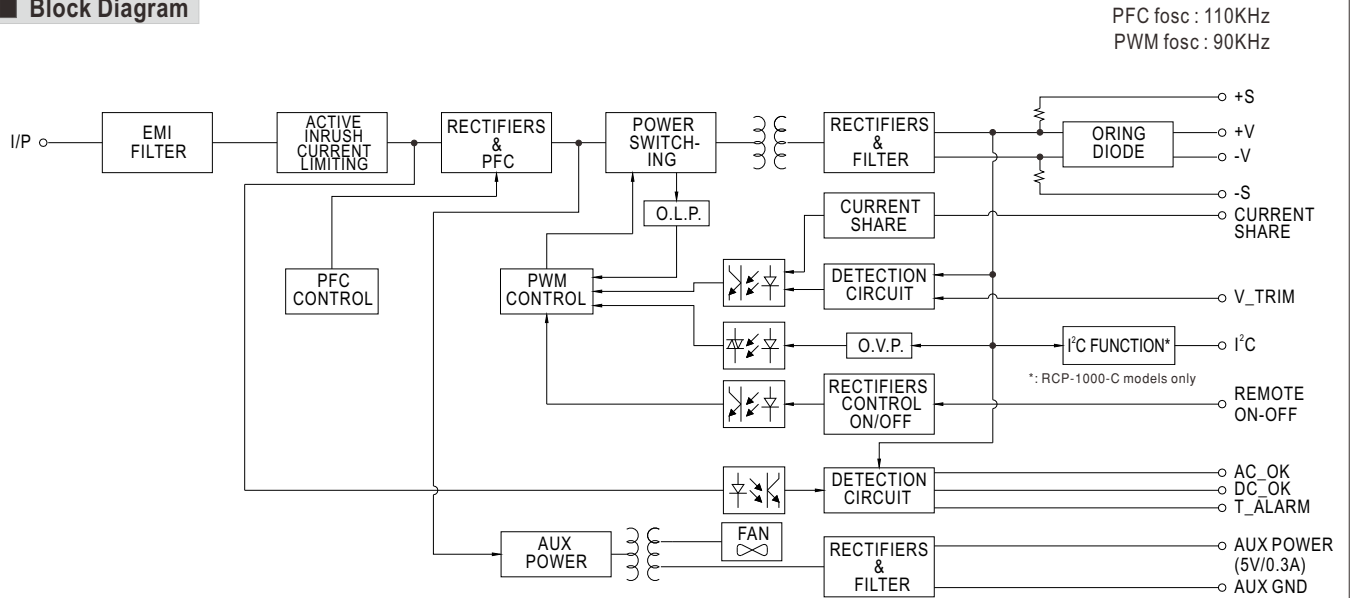 Block Diagram
PFC fosc : 110KHz
PWM fosc : 90KHz
I/P
EMI
FILTER
ACTIVE
INRUSH
CURRENT
LIMITING
RECTIFIERS
&
PFC
POWER
SWITCH-
ING
RECTIFIERS
&
FILTER
ORING
DIODE
+S
+V
-V
-S
O.L.P.
CURRENT
SHARE
CURRENT
SHARE
PFC
CONTROL
PWM
CONTROL
DETECTION
CIRCUIT
V_TRIM
O.V.P.
I²C FUNCTION*
I²C
*: RCP-1000-C models only
RECTIFIERS
CONTROL
ON/OFF
REMOTE
ON-OFF
DETECTION
CIRCUIT
AC_OK
DC_OK
T_ALARM
AUX
POWER
FAN
RECTIFIERS
&
FILTER
AUX POWER
(5V/0.3A)
AUX GND